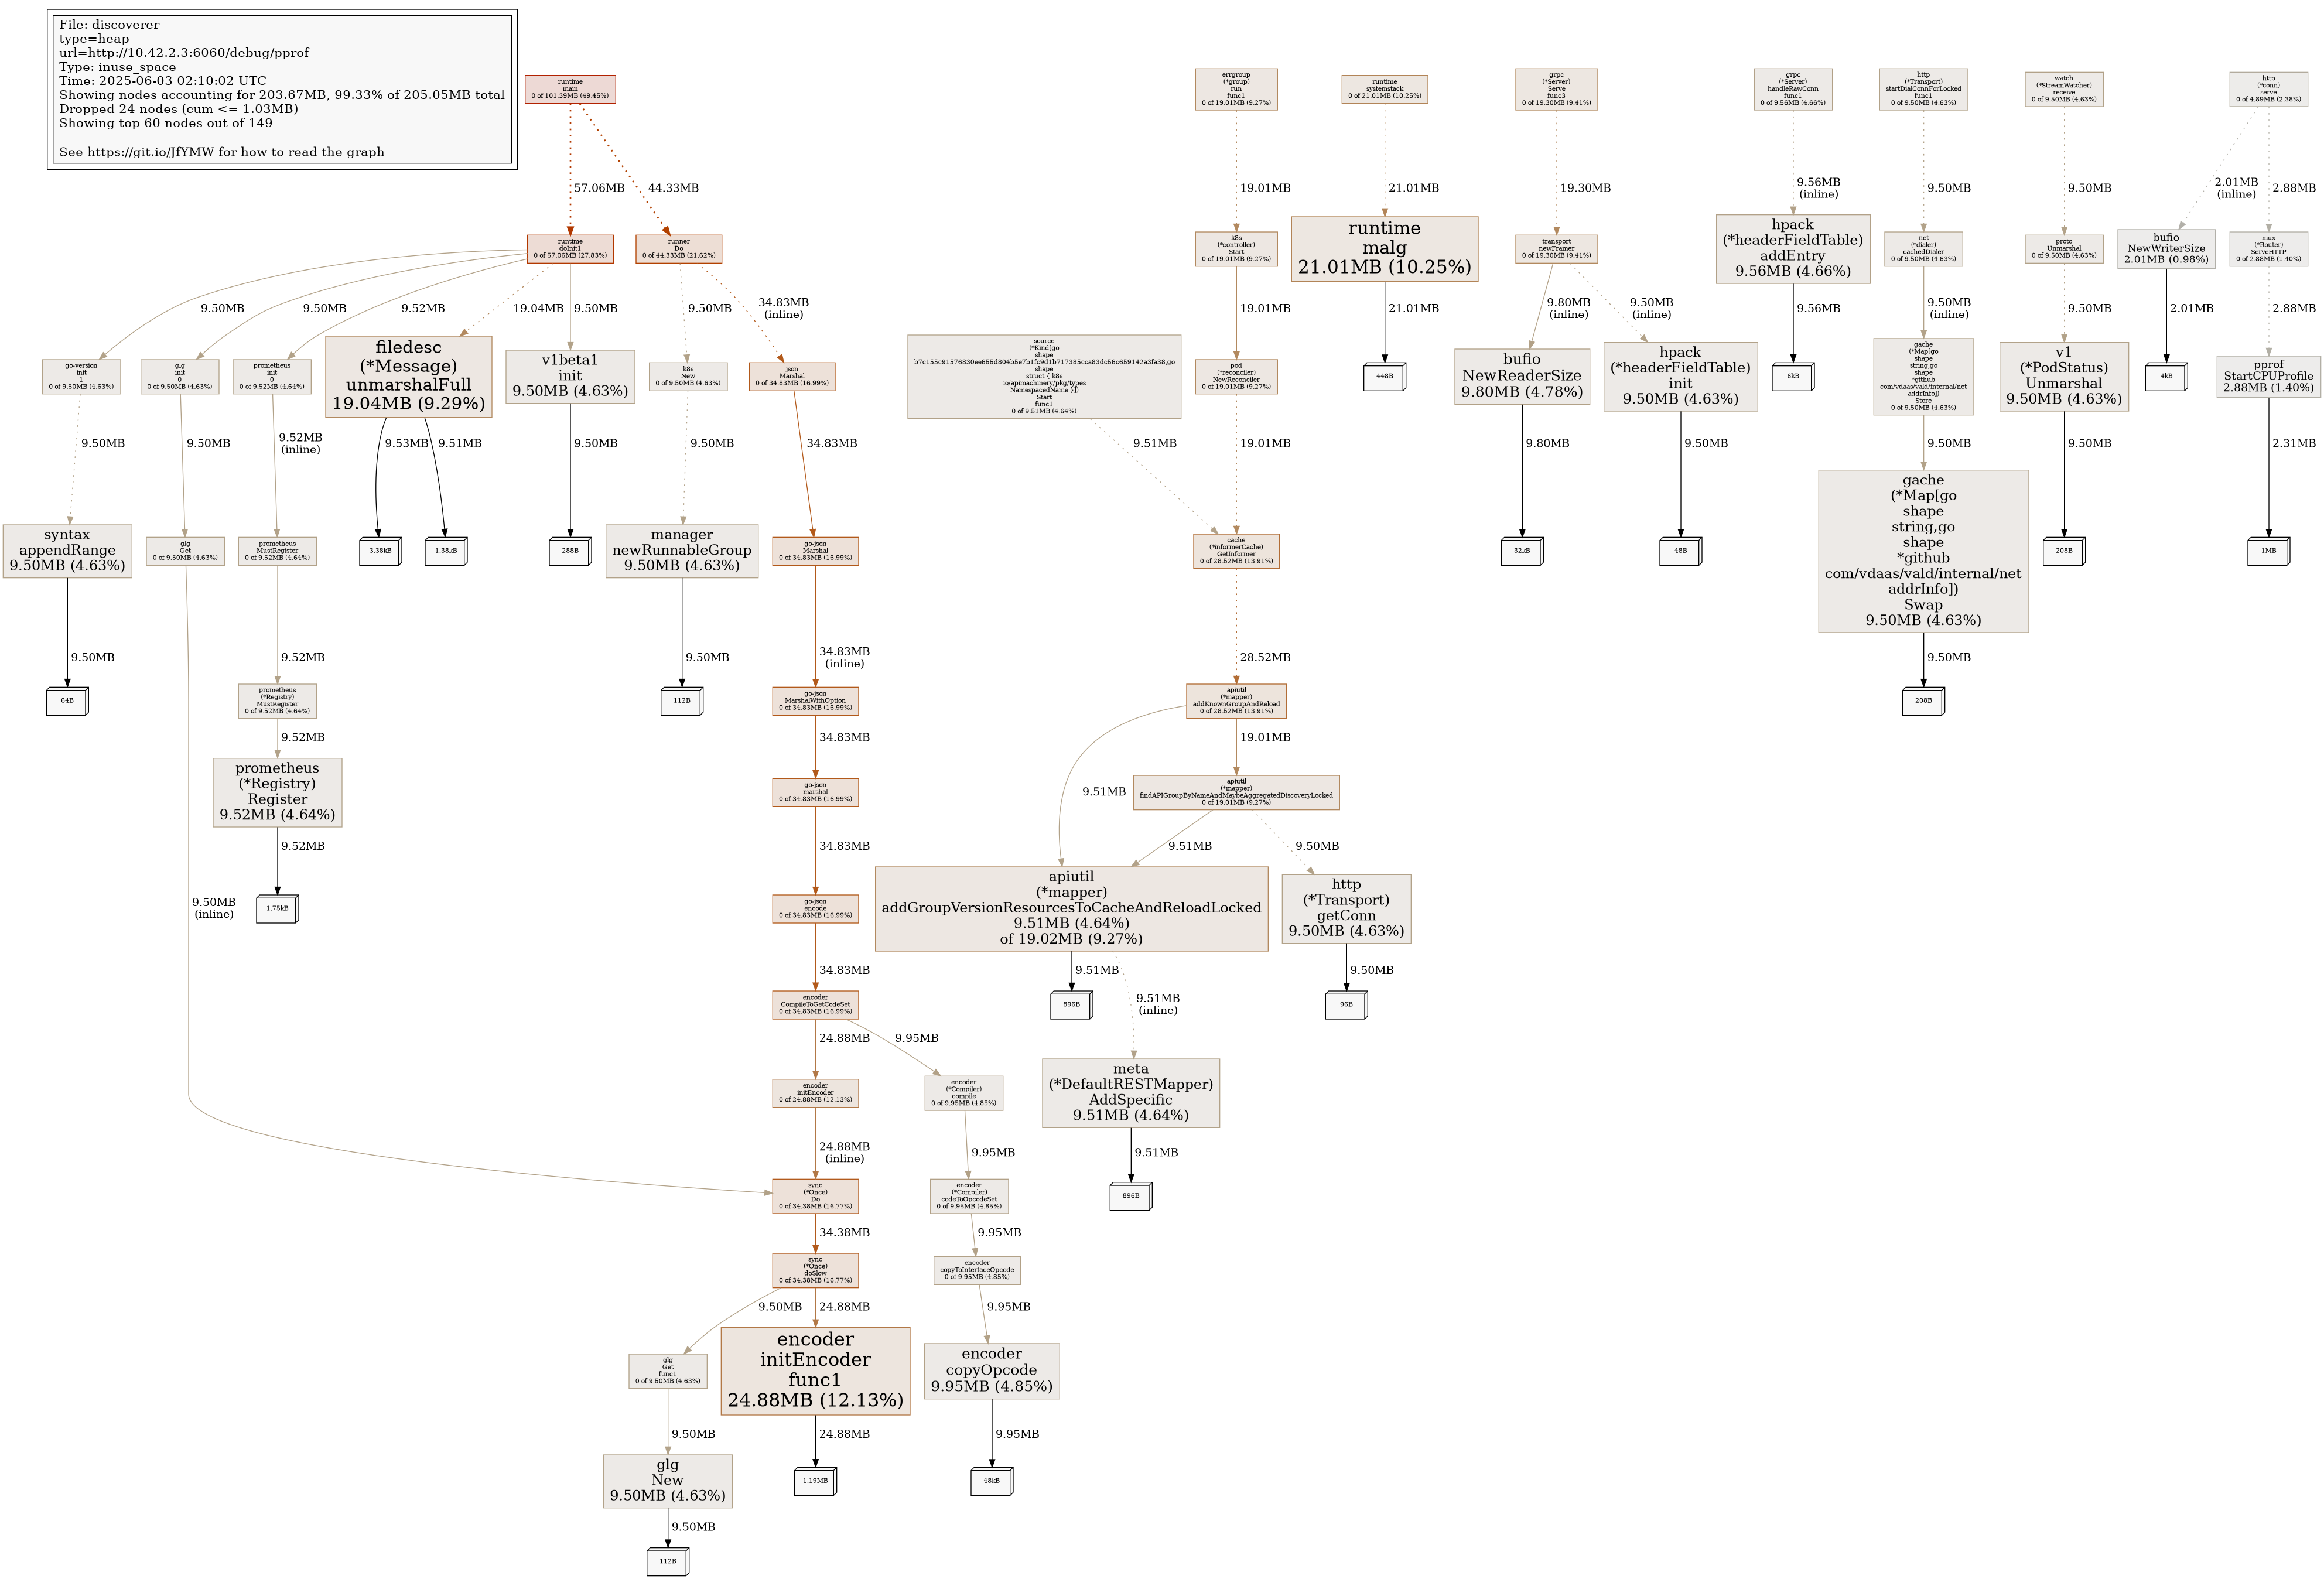 File: discoverer
type=heap
url=http://10.42.2.3:6060/debug/pprof
Type: inuse_space
Time: 2025-06-03 02:10:02 UTC
Showing nodes accounting for 203.67MB, 99.33% of 205.05MB total
Dropped 24 nodes (cum <= 1.03MB)
Showing top 60 nodes out of 149
See https://git.io/JfYMW for how to read the graph
runtime
main
0 of 101.39MB (49.45%)
errgroup
(*group)
run
func1
0 of 19.01MB (9.27%)
runtime
systemstack
0 of 21.01MB (10.25%)
grpc
(*Server)
Serve
func3
0 of 19.30MB (9.41%)
grpc
(*Server)
handleRawConn
func1
0 of 9.56MB (4.66%)
http
(*Transport)
startDialConnForLocked
func1
0 of 9.50MB (4.63%)
watch
(*StreamWatcher)
receive
0 of 9.50MB (4.63%)
http
(*conn)
serve
0 of 4.89MB (2.38%)
57.06MB
44.33MB
19.01MB
21.01MB
19.30MB
9.56MB
(inline)
9.50MB
9.50MB
2.01MB
(inline)
2.88MB
runtime
doInit1
0 of 57.06MB (27.83%)
runner
Do
0 of 44.33MB (21.62%)
k8s
(*controller)
Start
0 of 19.01MB (9.27%)
runtime
malg
21.01MB (10.25%)
transport
newFramer
0 of 19.30MB (9.41%)
hpack
(*headerFieldTable)
addEntry
9.56MB (4.66%)
net
(*dialer)
cachedDialer
0 of 9.50MB (4.63%)
proto
Unmarshal
0 of 9.50MB (4.63%)
bufio
NewWriterSize
2.01MB (0.98%)
mux
(*Router)
ServeHTTP
0 of 2.88MB (1.40%)
9.50MB
9.50MB
9.52MB
19.04MB
9.50MB
9.50MB
34.83MB
(inline)
19.01MB
21.01MB
9.80MB
(inline)
9.50MB
(inline)
9.56MB
9.50MB
(inline)
9.50MB
2.01MB
2.88MB
go-version
init
1
0 of 9.50MB (4.63%)
glg
init
0
0 of 9.50MB (4.63%)
prometheus
init
0
0 of 9.52MB (4.64%)
filedesc
(*Message)
unmarshalFull
19.04MB (9.29%)
v1beta1
init
9.50MB (4.63%)
k8s
New
0 of 9.50MB (4.63%)
json
Marshal
0 of 34.83MB (16.99%)
source
(*Kind[go
shape
b7c155c91576830ee655d804b5e7b1fc9d1b717385cca83dc56c659142a3fa38,go
shape
struct { k8s
io/apimachinery/pkg/types
NamespacedName }])
Start
func1
0 of 9.51MB (4.64%)
pod
(*reconciler)
NewReconciler
0 of 19.01MB (9.27%)
448B
bufio
NewReaderSize
9.80MB (4.78%)
hpack
(*headerFieldTable)
init
9.50MB (4.63%)
6kB
gache
(*Map[go
shape
string,go
shape
*github
com/vdaas/vald/internal/net
addrInfo])
Store
0 of 9.50MB (4.63%)
v1
(*PodStatus)
Unmarshal
9.50MB (4.63%)
4kB
pprof
StartCPUProfile
2.88MB (1.40%)
9.50MB
9.50MB
9.52MB
(inline)
9.53MB
9.51MB
9.50MB
9.50MB
34.83MB
9.51MB
19.01MB
9.80MB
9.50MB
9.50MB
9.50MB
2.31MB
syntax
appendRange
9.50MB (4.63%)
glg
Get
0 of 9.50MB (4.63%)
prometheus
MustRegister
0 of 9.52MB (4.64%)
3.38kB
1.38kB
288B
manager
newRunnableGroup
9.50MB (4.63%)
go-json
Marshal
0 of 34.83MB (16.99%)
cache
(*informerCache)
GetInformer
0 of 28.52MB (13.91%)
32kB
48B
gache
(*Map[go
shape
string,go
shape
*github
com/vdaas/vald/internal/net
addrInfo])
Swap
9.50MB (4.63%)
208B
1MB
9.50MB
9.52MB
9.50MB
34.83MB
(inline)
28.52MB
9.50MB
64B
prometheus
(*Registry)
MustRegister
0 of 9.52MB (4.64%)
112B
go-json
MarshalWithOption
0 of 34.83MB (16.99%)
apiutil
(*mapper)
addKnownGroupAndReload
0 of 28.52MB (13.91%)
208B
9.52MB
34.83MB
19.01MB
prometheus
(*Registry)
Register
9.52MB (4.64%)
go-json
marshal
0 of 34.83MB (16.99%)
9.51MB
apiutil
(*mapper)
findAPIGroupByNameAndMaybeAggregatedDiscoveryLocked
0 of 19.01MB (9.27%)
9.52MB
34.83MB
9.51MB
9.50MB
1.75kB
9.50MB
(inline)
go-json
encode
0 of 34.83MB (16.99%)
apiutil
(*mapper)
addGroupVersionResourcesToCacheAndReloadLocked
9.51MB (4.64%)
of 19.02MB (9.27%)
http
(*Transport)
getConn
9.50MB (4.63%)
34.83MB
9.51MB
9.51MB
(inline)
9.50MB
encoder
CompileToGetCodeSet
0 of 34.83MB (16.99%)
896B
96B
24.88MB
9.95MB
encoder
initEncoder
0 of 24.88MB (12.13%)
encoder
(*Compiler)
compile
0 of 9.95MB (4.85%)
meta
(*DefaultRESTMapper)
AddSpecific
9.51MB (4.64%)
24.88MB
(inline)
9.95MB
9.51MB
sync
(*Once)
Do
0 of 34.38MB (16.77%)
encoder
(*Compiler)
codeToOpcodeSet
0 of 9.95MB (4.85%)
896B
34.38MB
9.95MB
sync
(*Once)
doSlow
0 of 34.38MB (16.77%)
encoder
copyToInterfaceOpcode
0 of 9.95MB (4.85%)
9.50MB
24.88MB
9.95MB
glg
Get
func1
0 of 9.50MB (4.63%)
encoder
initEncoder
func1
24.88MB (12.13%)
encoder
copyOpcode
9.95MB (4.85%)
9.50MB
24.88MB
9.95MB
glg
New
9.50MB (4.63%)
1.19MB
48kB
9.50MB
112B